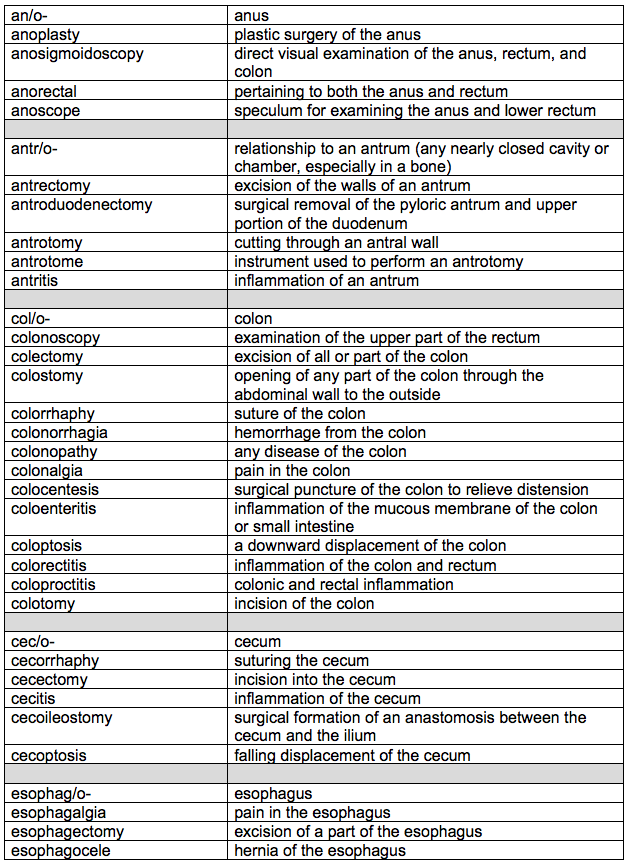 an/o- anus
anoplasty plastic surgery of the anus
anosigmoidoscopy direct visual examination of the anus, rectum, and
colon
anorectal pertaining to both the anus and rectum
anoscope speculum for examining the anus and lower rectum
antr/o- relationship to an antrum (any nearly closed cavity or
chamber, especially in a bone)
antrectomy excision of the walls of an antrum
antroduodenectomy surgical removal of the pyloric antrum and upper
portion of the duodenum
antrotomy cutting through an antral wall
antrotome instrument used to perform an antrotomy
antritis inflammation of an antrum
col/o- colon
colonoscopy examination of the upper part of the rectum
colectomy excision of all or part of the colon
colostomy opening of any part of the colon through the
abdominal wall to the outside
colorrhaphy suture of the colon
colonorrhagia hemorrhage from the colon
colonopathy any disease of the colon
colonalgia pain in the colon
colocentesis surgical puncture of the colon to relieve distension
coloenteritis inflammation of the mucous membrane of the colon
or small intestine
coloptosis a downward displacement of the colon
colorectitis inflammation of the colon and rectum
coloproctitis colonic and rectal inflammation
colotomy incision of the colon
cec/o- cecum
cecorrhaphy suturing the cecum
cecectomy incision into the cecum
cecitis inflammation of the cecum
cecoileostomy surgical formation of an anastomosis between the
cecum and the ilium
cecoptosis falling displacement of the cecum
esophag/o- esophagus
esophagalgia pain in the esophagus
esophagectomy excision of a part of the esophagus
esophagocele hernia of the esophagus